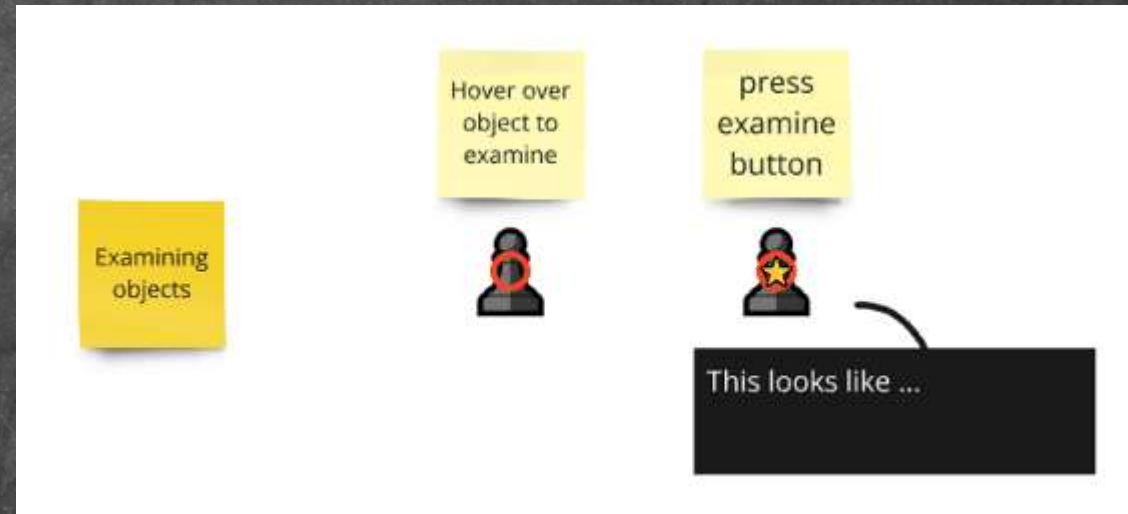 Examining
objects
Hover over
object to
examine
press
examine
button
This looks like ...